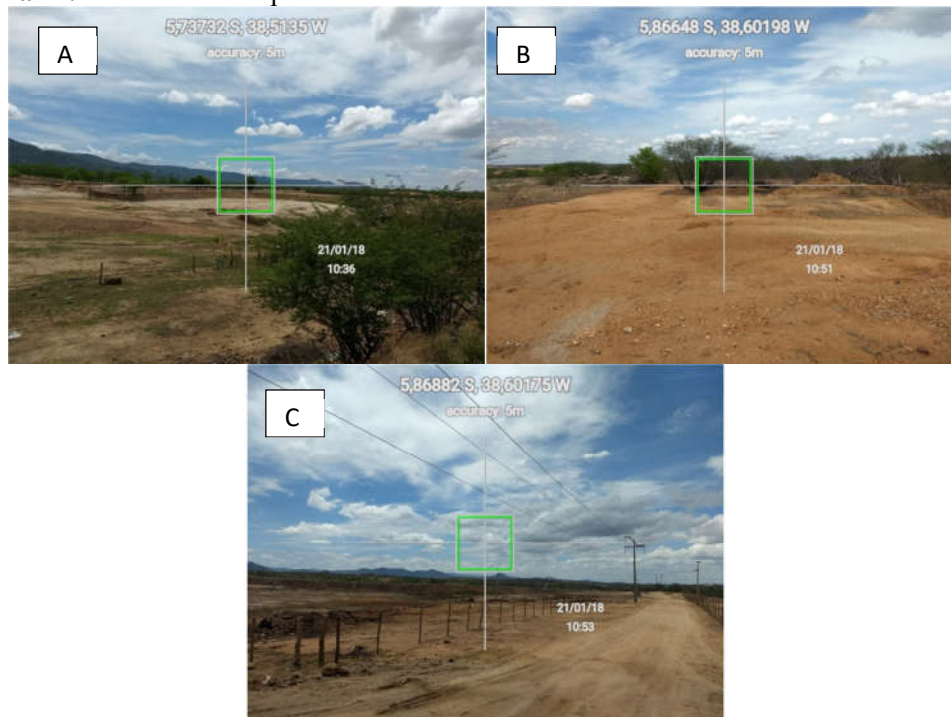 A
5,73732 S, 38,5135 W
accuracy: 5m
21/01/18
10:36
B
5,86648 S, 38,60198 W
accuracy: 5m
21/01/18
10:51
C
5,86882 S, 38,60175 W
accuracy: 5m
21/01/18
10:53